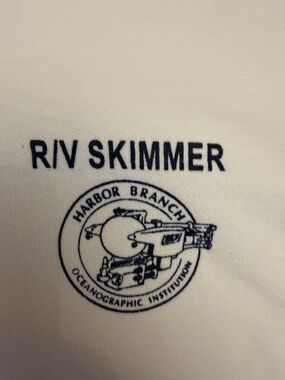 R/V SKIMMER
HARBOR BRANCH
OCEANOGRAPHIC INSTITUTION